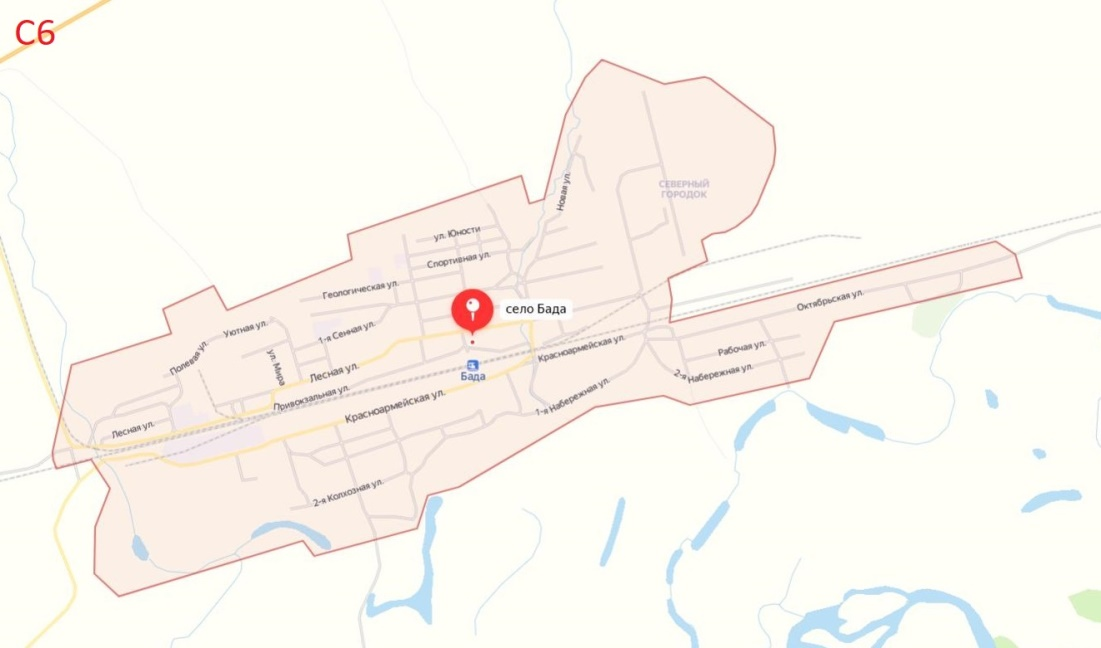 С6
Новая ул.
СЕВЕРНЫЙ
ГОРОДОК
ул. Юности
Спортивная ул.
Геологическая ул.
село Бада
Октябрьская ул.
Уютная ул.
1-я Сенная ул.
Полевая ул.
ул. Мира
Лесная ул.
Бада
Красноармейская ул.
Рабочая ул.
2-я Набережная ул.
Привокзальная ул.
Красноармейская ул.
1-я Набережная ул.
Лесная ул.
2-я Колхозная ул.